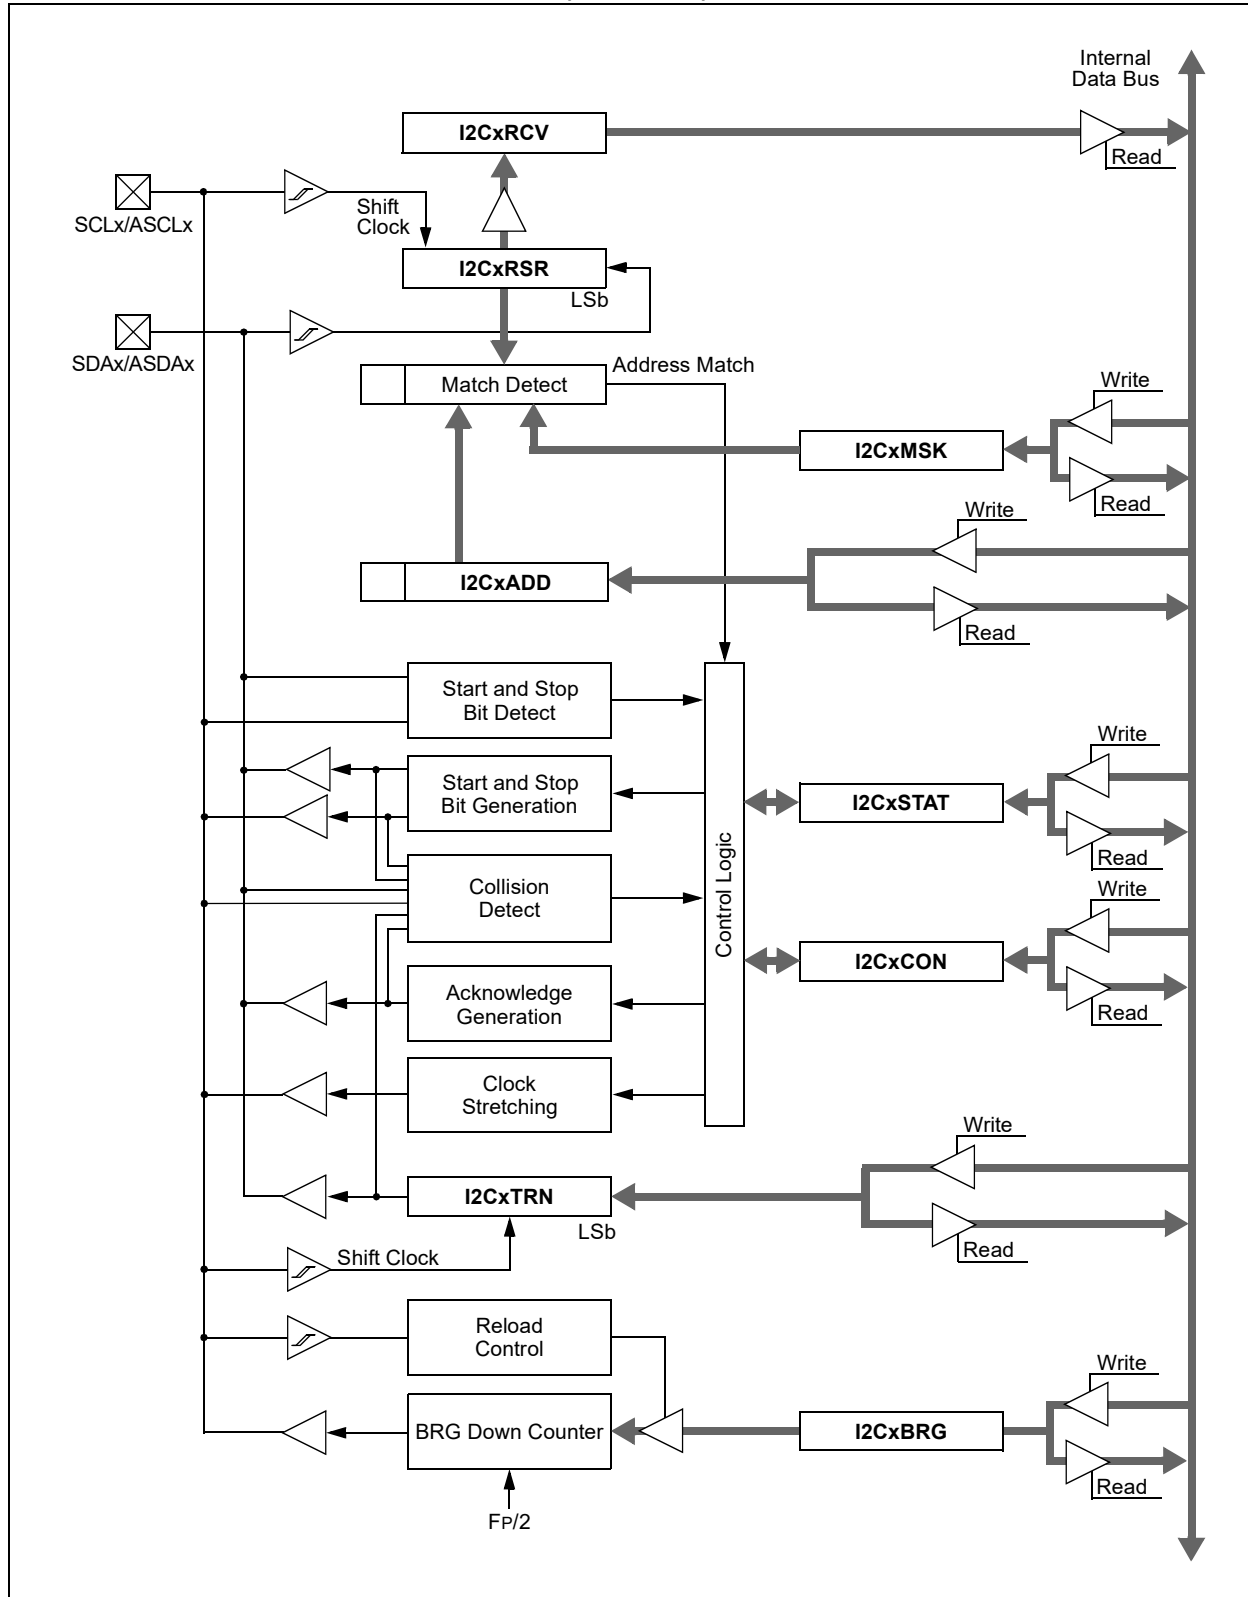 Internal
Data Bus
I2CxRCV
Read
Shift
Clock
SCLx/ASCLx
I2CxRSR
LSb
SDAx/ASDAx
Address Match
Match Detect
Write
I2CxMSK
Read
Write
I2CxADD
Read
Start and Stop
Bit Detect
Write
Start and Stop
Bit Generation
I2CxSTAT
Read
Control Logic
Collision
Detect
Write
I2CxCON
Acknowledge
Generation
Read
Clock
Stretching
Write
I2CxTRN
LSb
Read
Shift Clock
Reload
Control
Write
BRG Down Counter
I2CxBRG
Read
FP/2